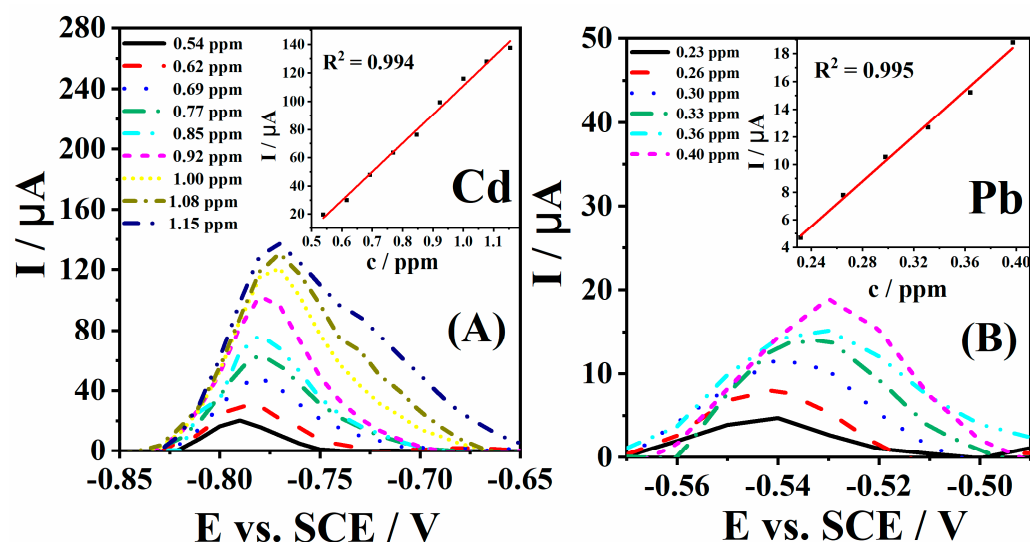 280
240
200
160
120
80
40
0
I / µA
-0.85
-0.80
-0.75
-0.70
-0.65
E vs. SCE / V
0.54 ppm
0.62 ppm
0.69 ppm
0.77 ppm
0.85 ppm
0.92 ppm
1.00 ppm
1.08 ppm
1.15 ppm
140
120
100
80
60
40
20
I / µA
R² = 0.994
Cd
0.5 0.6 0.7 0.8 0.9 1.0 1.1
c / ppm
(A)
50
40
30
20
10
0
I / µA
-0.56
-0.54
-0.52
-0.50
E vs. SCE / V
0.23 ppm
0.26 ppm
0.30 ppm
0.33 ppm
0.36 ppm
0.40 ppm
20
18
16
14
12
10
8
6
4
I / µA
R² = 0.995
Pb
0.24 0.28 0.32 0.36 0.40
c / ppm
(B)